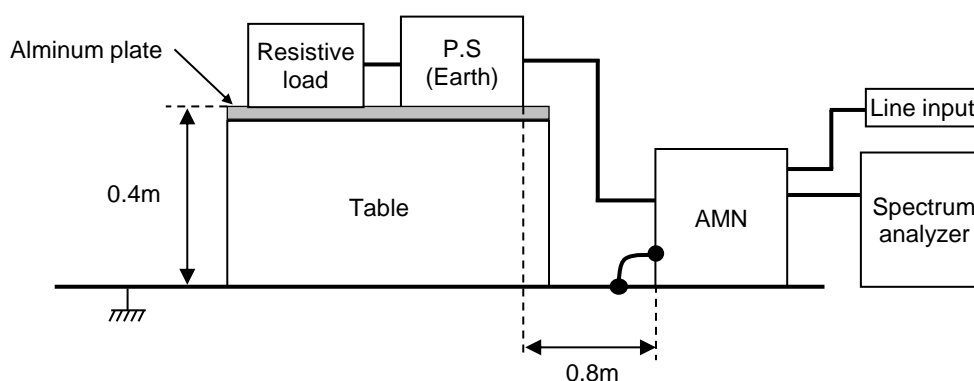 Alminum plate
Resistive
load
P.S
(Earth)
Line input
0.4m
Table
AMN
Spectrum
analyzer
0.8m